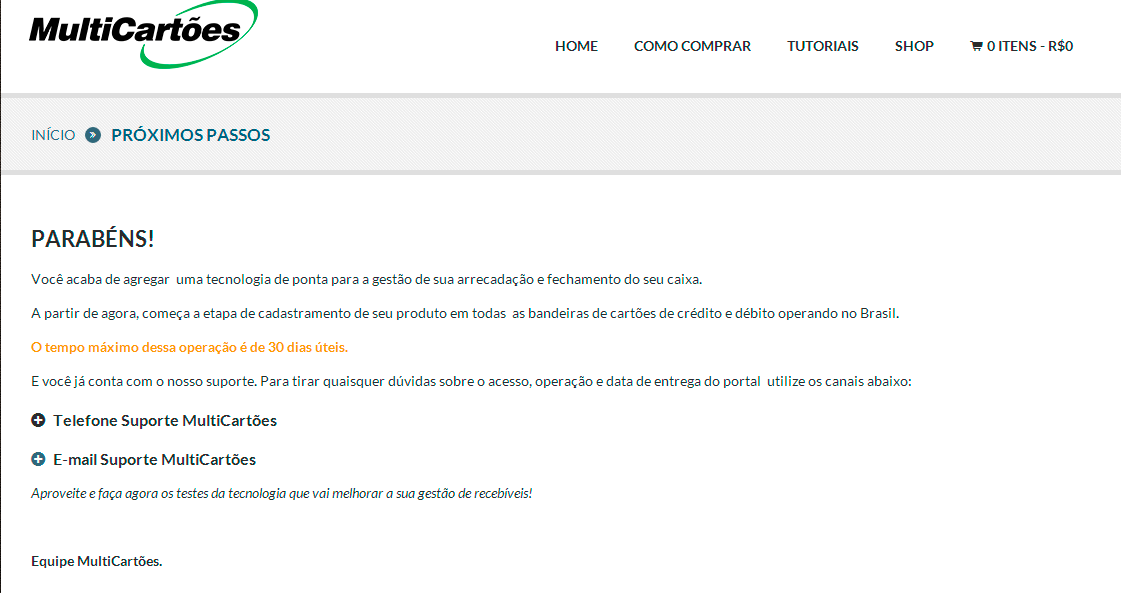 MultiCartões
HOME COMO COMPRAR TUTORIAIS SHOP 0 ITENS - R$0
INÍCIO PRÓXIMOS PASSOS
PARABÉNS!
Você acaba de agregar uma tecnologia de ponta para a gestão de sua arrecadação e fechamento do seu caixa.
A partir de agora, começa a etapa de cadastramento de seu produto em todas as bandeiras de cartões de crédito e débito operando no Brasil.
O tempo máximo dessa operação é de 30 dias úteis.
E você já conta com o nosso suporte. Para tirar quaisquer dúvidas sobre o acesso, operação e data de entrega do portal utilize os canais abaixo:
Telefone Suporte MultiCartões
E-mail Suporte MultiCartões
Aproveite e faça agora os testes da tecnologia que vai melhorar a sua gestão de recebíveis!
Equipe MultiCartões.